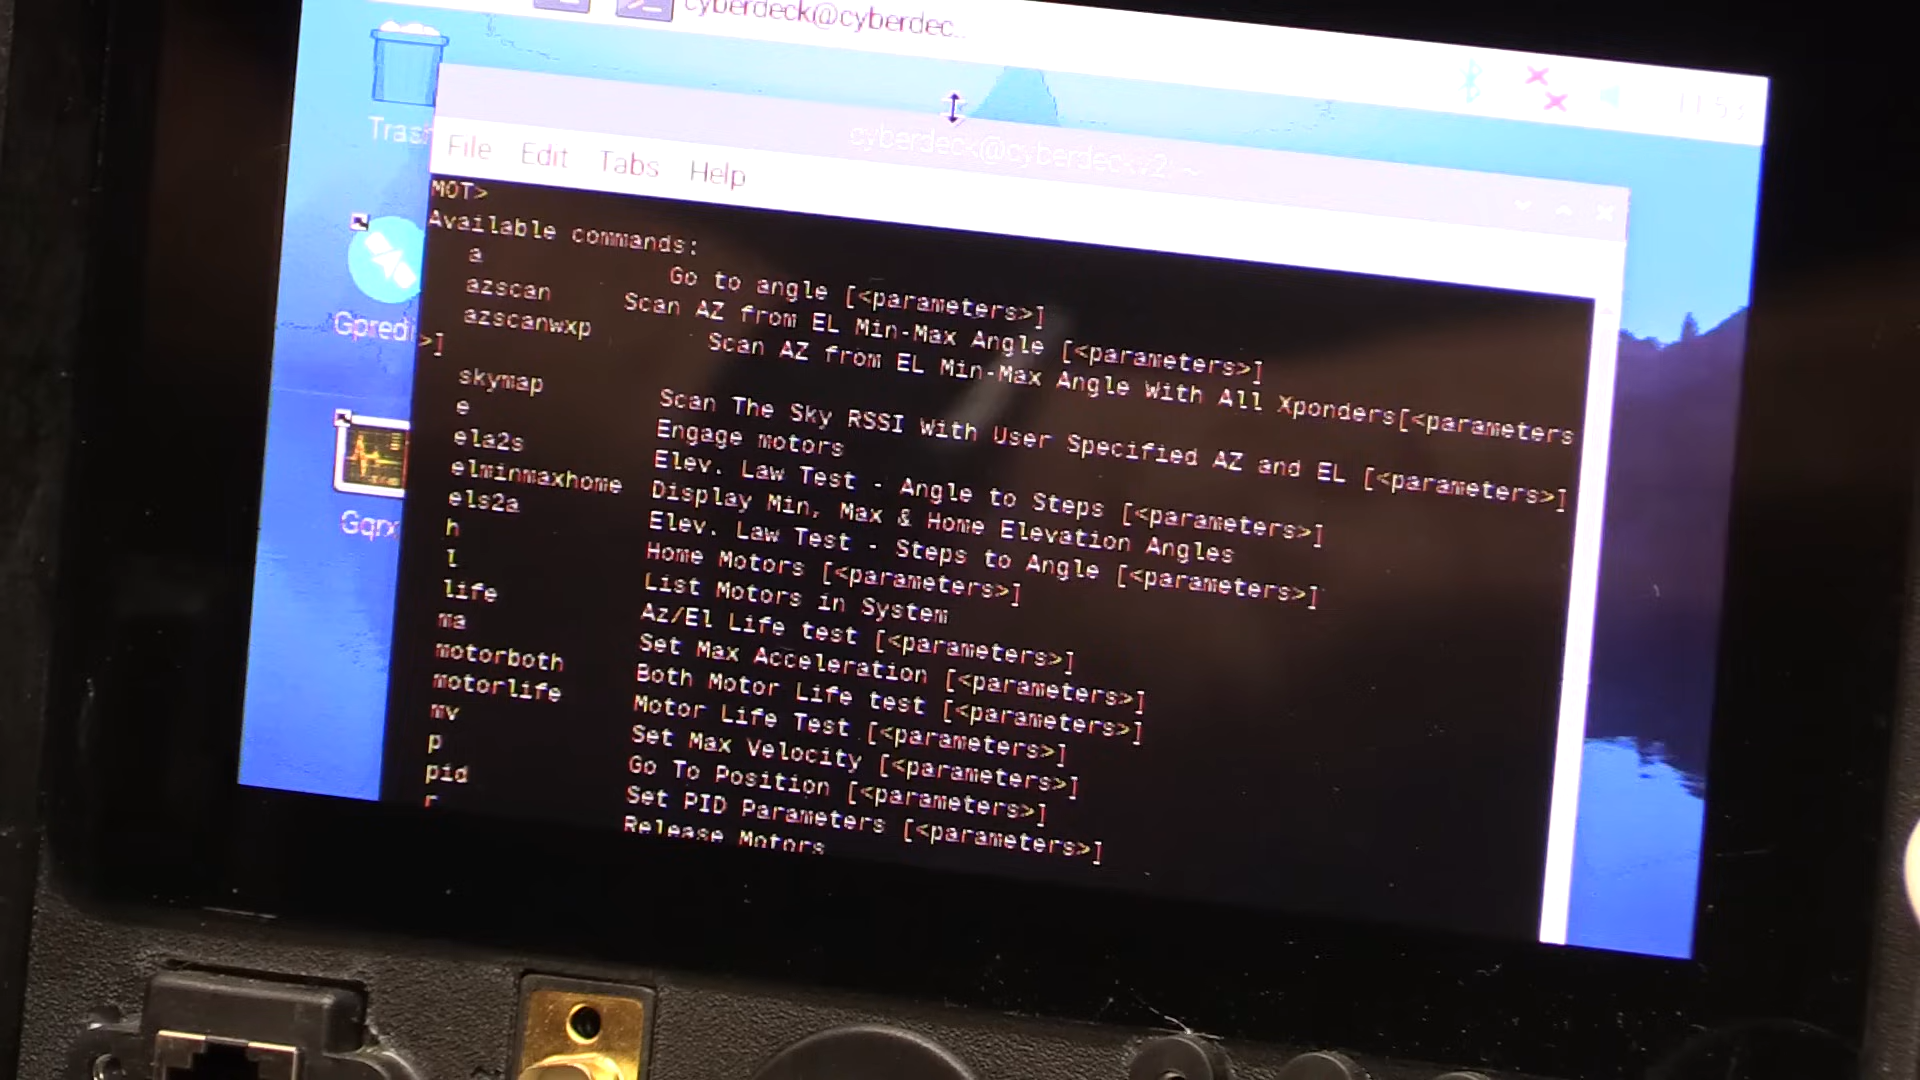 cyberdeck@cyberdec..
11:53
Tras
cyberdeck@cyberdeckv2: ~
File Edit Tabs Help
Gpredi
Gqrx
MOT>
Available commands:
a Go to angle [<parameters>]
azscan Scan AZ from EL Min-Max Angle [<parameters>]
azscanwxp Scan AZ from EL Min-Max Angle With All Xponders[<parameters
>]
skymap Scan The Sky RSSI With User Specified AZ and EL [<parameters>]
e Engage motors
ela2s Elev. Law Test - Angle to Steps [<parameters>]
elminmaxhome Display Min, Max & Home Elevation Angles
els2a Elev. Law Test - Steps to Angle [<parameters>]
h Home Motors [<parameters>]
l List Motors in System
life Az/El Life test [<parameters>]
ma Set Max Acceleration [<parameters>]
motorboth Both Motor Life test [<parameters>]
motorlife Motor Life Test [<parameters>]
mv Set Max Velocity [<parameters>]
p Go To Position [<parameters>]
pid Set PID Parameters [<parameters>]
r Release Motors